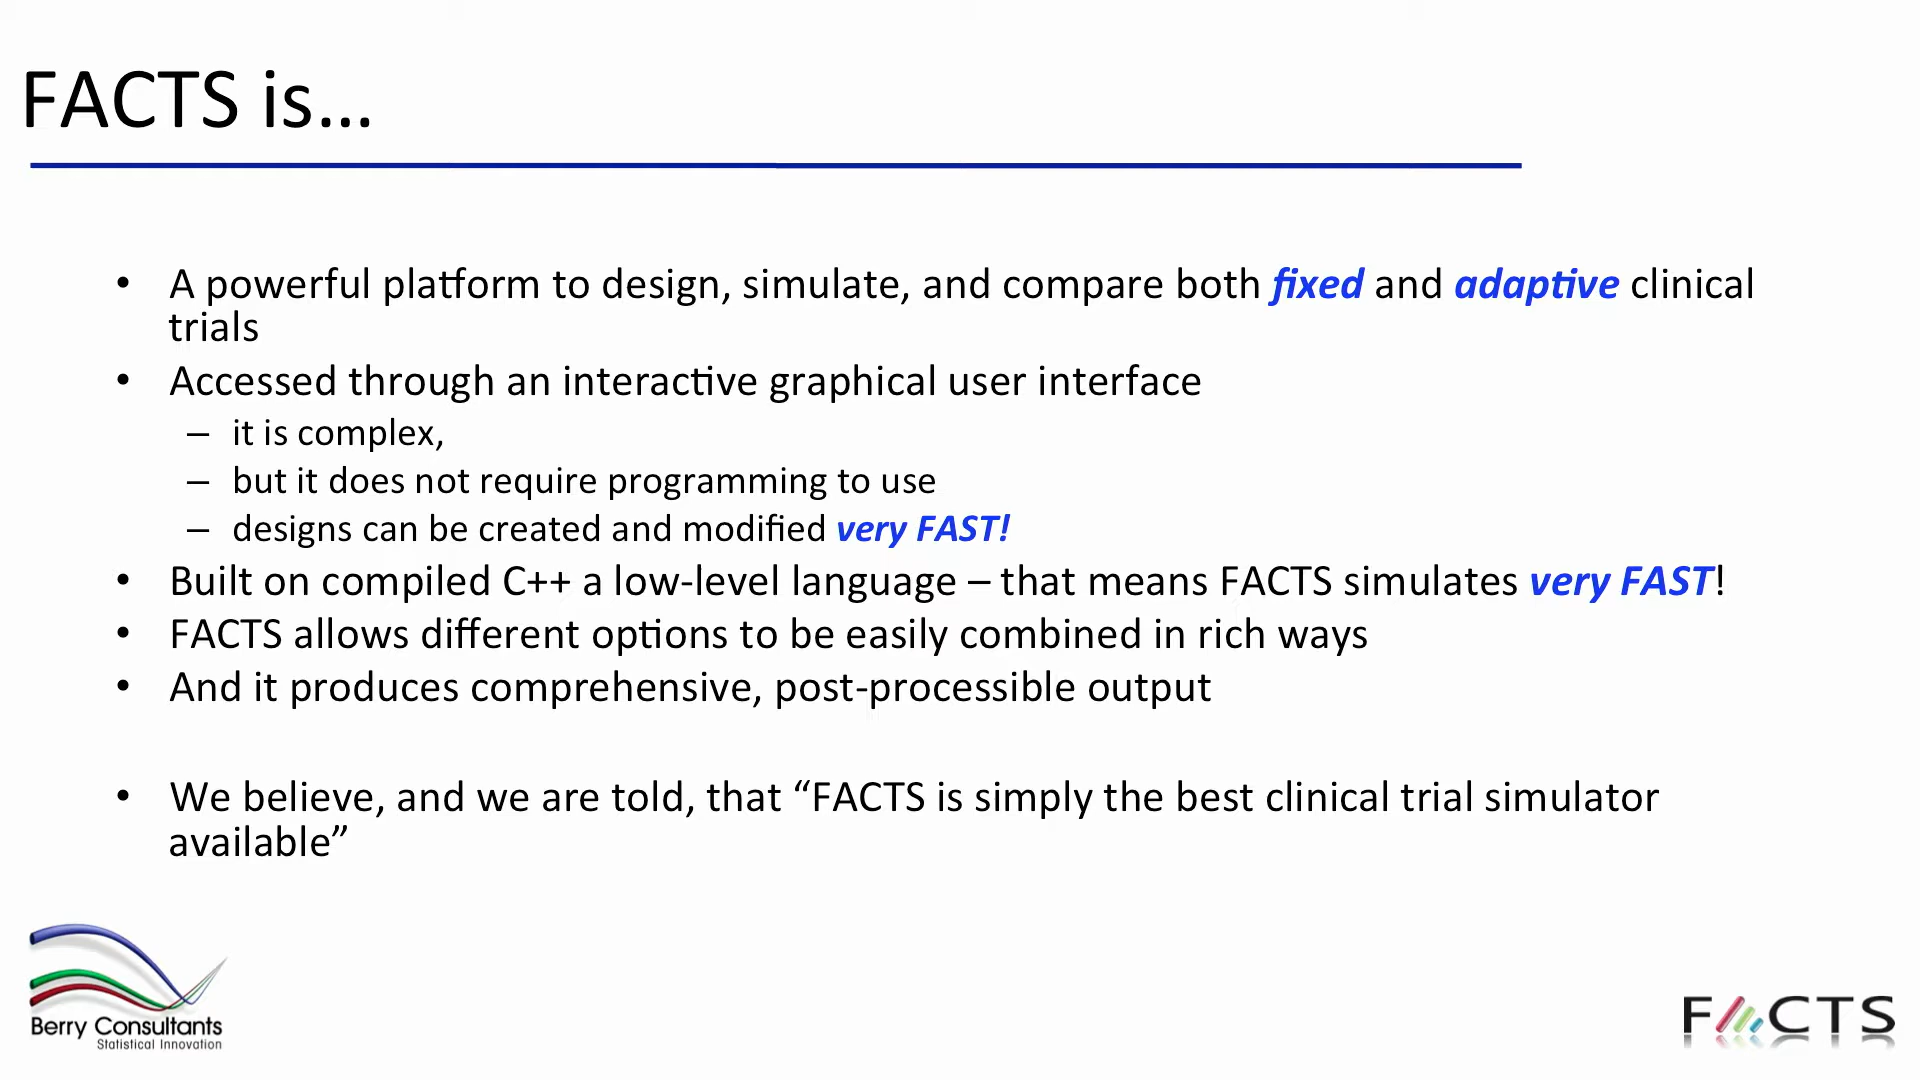 FACTS is...
• A powerful platform to design, simulate, and compare both fixed and adaptive clinical
trials
• Accessed through an interactive graphical user interface
– it is complex,
– but it does not require programming to use
– designs can be created and modified very FAST!
• Built on compiled C++ a low-level language – that means FACTS simulates very FAST!
• FACTS allows different options to be easily combined in rich ways
• And it produces comprehensive, post-processible output
• We believe, and we are told, that “FACTS is simply the best clinical trial simulator
available”
Berry Consultants
Statistical Innovation
FACTS